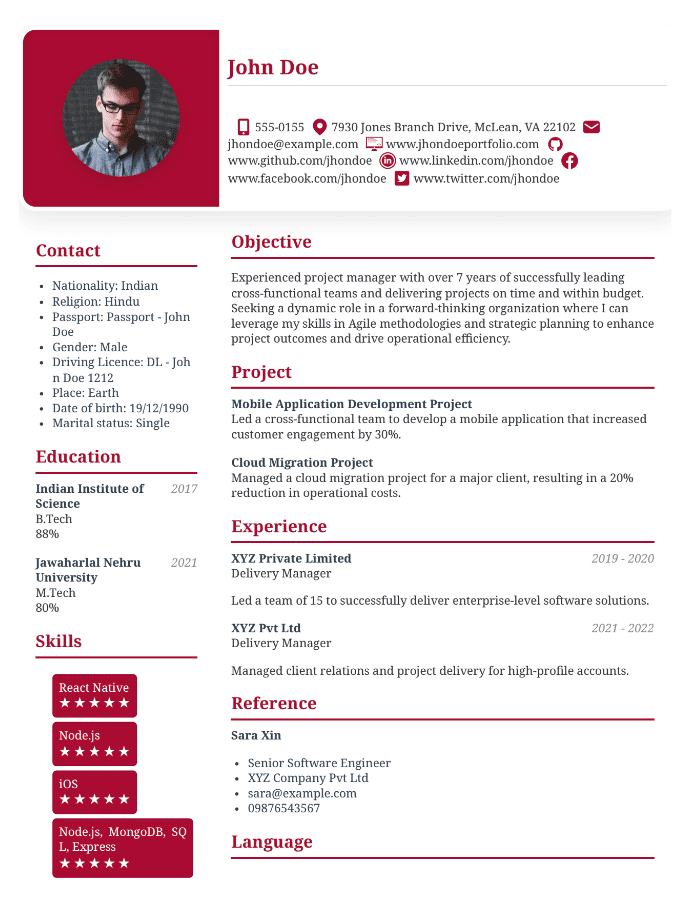 John Doe
555-0155 7930 Jones Branch Drive, McLean, VA 22102
jhondoe@example.com www.jhondoeportfolio.com
www.github.com/jhondoe in www.linkedin.com/jhondoe
www.facebook.com/jhondoe www.twitter.com/jhondoe
Contact
• Nationality: Indian
• Religion: Hindu
• Passport: Passport - John
Doe
• Gender: Male
• Driving Licence: DL - Joh
n Doe 1212
• Place: Earth
• Date of birth: 19/12/1990
• Marital status: Single
Education
Indian Institute of 2017
Science
B.Tech
88%
Jawaharlal Nehru 2021
University
M.Tech
80%
Skills
React Native
★★★★★
Node.js
★★★★★
iOS
★★★★★
Node.js, MongoDB, SQ
L, Express
★★★★★
Objective
Experienced project manager with over 7 years of successfully leading
cross-functional teams and delivering projects on time and within budget.
Seeking a dynamic role in a forward-thinking organization where I can
leverage my skills in Agile methodologies and strategic planning to enhance
project outcomes and drive operational efficiency.
Project
Mobile Application Development Project
Led a cross-functional team to develop a mobile application that increased
customer engagement by 30%.
Cloud Migration Project
Managed a cloud migration project for a major client, resulting in a 20%
reduction in operational costs.
Experience
XYZ Private Limited 2019 - 2020
Delivery Manager
Led a team of 15 to successfully deliver enterprise-level software solutions.
XYZ Pvt Ltd 2021 - 2022
Delivery Manager
Managed client relations and project delivery for high-profile accounts.
Reference
Sara Xin
• Senior Software Engineer
• XYZ Company Pvt Ltd
• sara@example.com
• 09876543567
Language